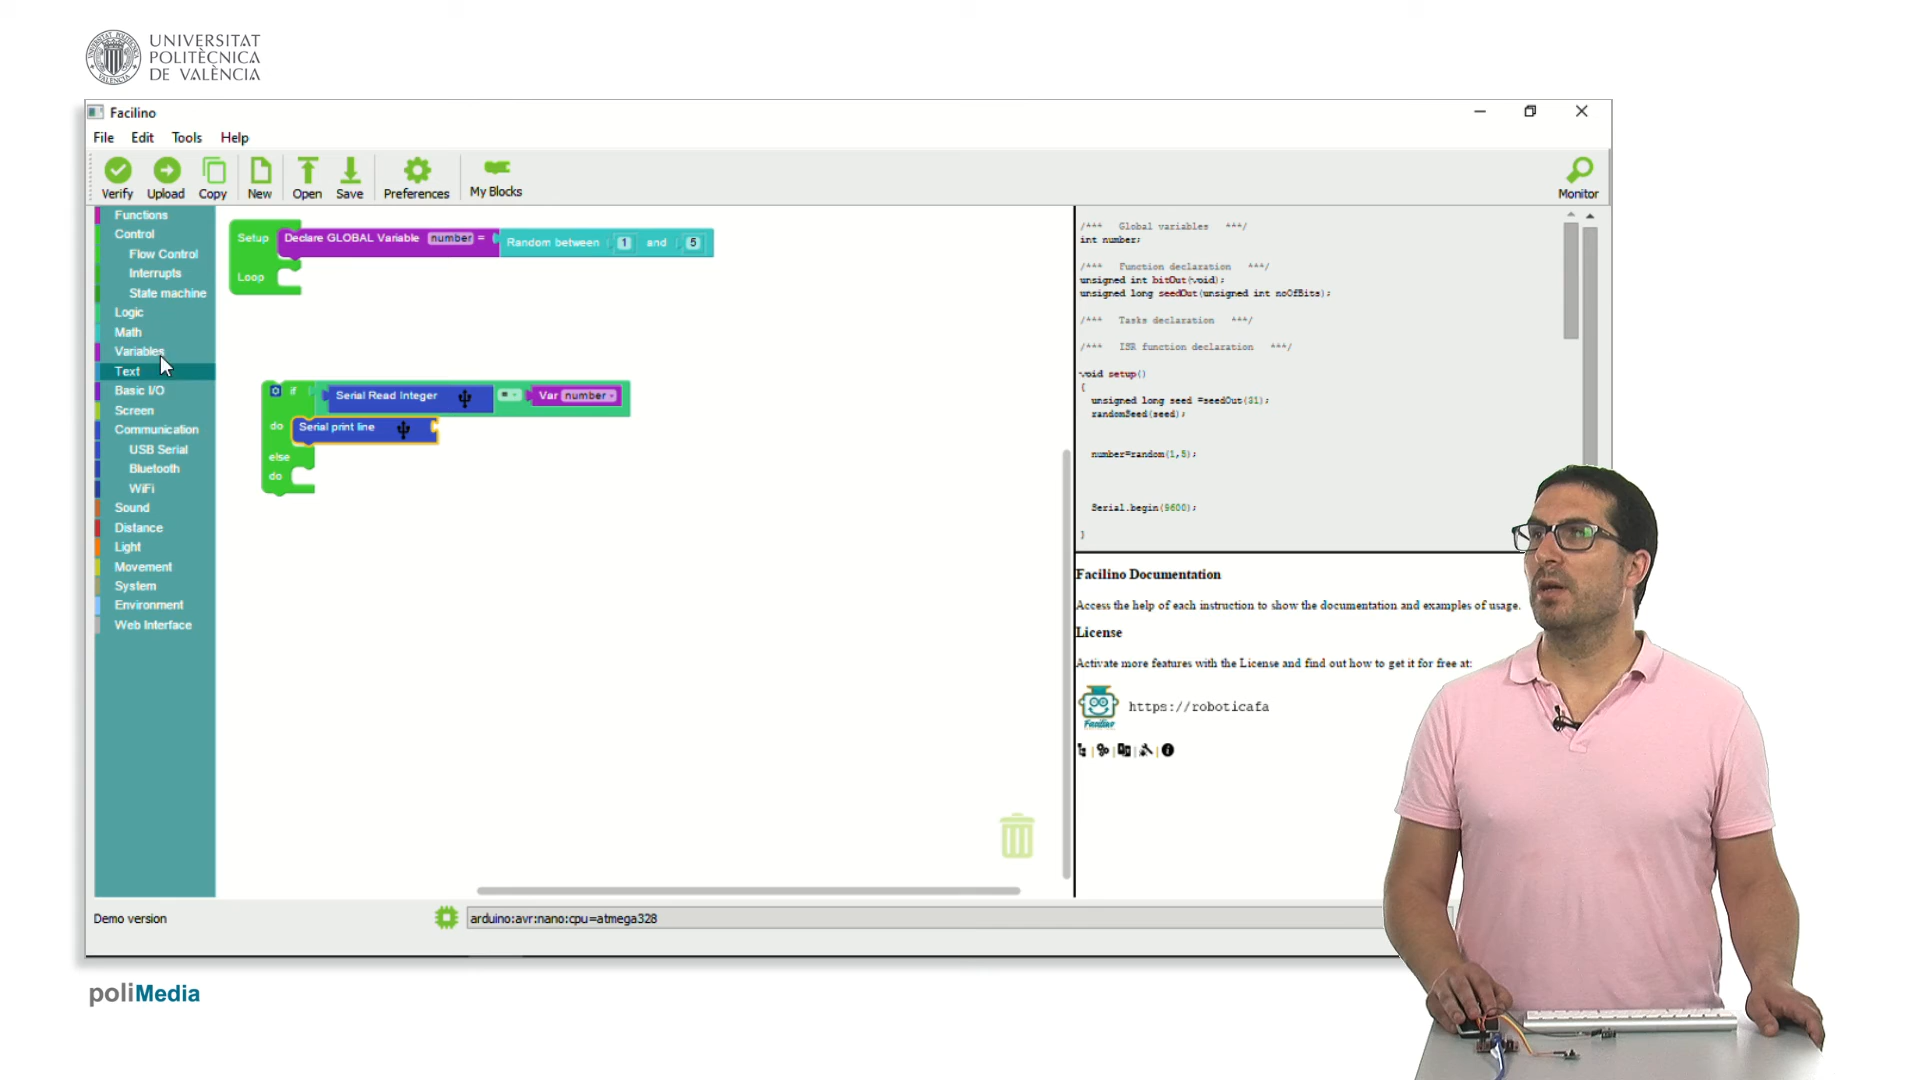 UNIVERSITAT
POLITÈCNICA
DE VALÈNCIA
Facilino
File Edit Tools Help
Verify Upload Copy New Open Save Preferences My Blocks Monitor
Functions
Control
Flow Control
Interrupts
State machine
Logic
Math
Variables
Text
Basic I/O
Screen
Communication
USB Serial
Bluetooth
WiFi
Sound
Distance
Light
Movement
System
Environment
Web Interface
Setup Declare GLOBAL Variable number = Random between 1 and 5
Loop
if Serial Read Integer = Var number
do Serial print line
else
do
/*** Global variables ***/
int number;
/*** Function declaration ***/
unsigned int bitOut(void);
unsigned long seedOut(unsigned int noOfBits);
/*** Tasks declaration ***/
/*** ISR function declaration ***/
void setup()
{
unsigned long seed =seedOut(31);
randomSeed(seed);
number=random(1,5);
Serial.begin(9600);
}
Facilino Documentation
Access the help of each instruction to show the documentation and examples of usage.
License
Activate more features with the License and find out how to get it for free at:
Facilino
https://roboticafa
Demo version
arduino:avr:nano:cpu=atmega328
poliMedia